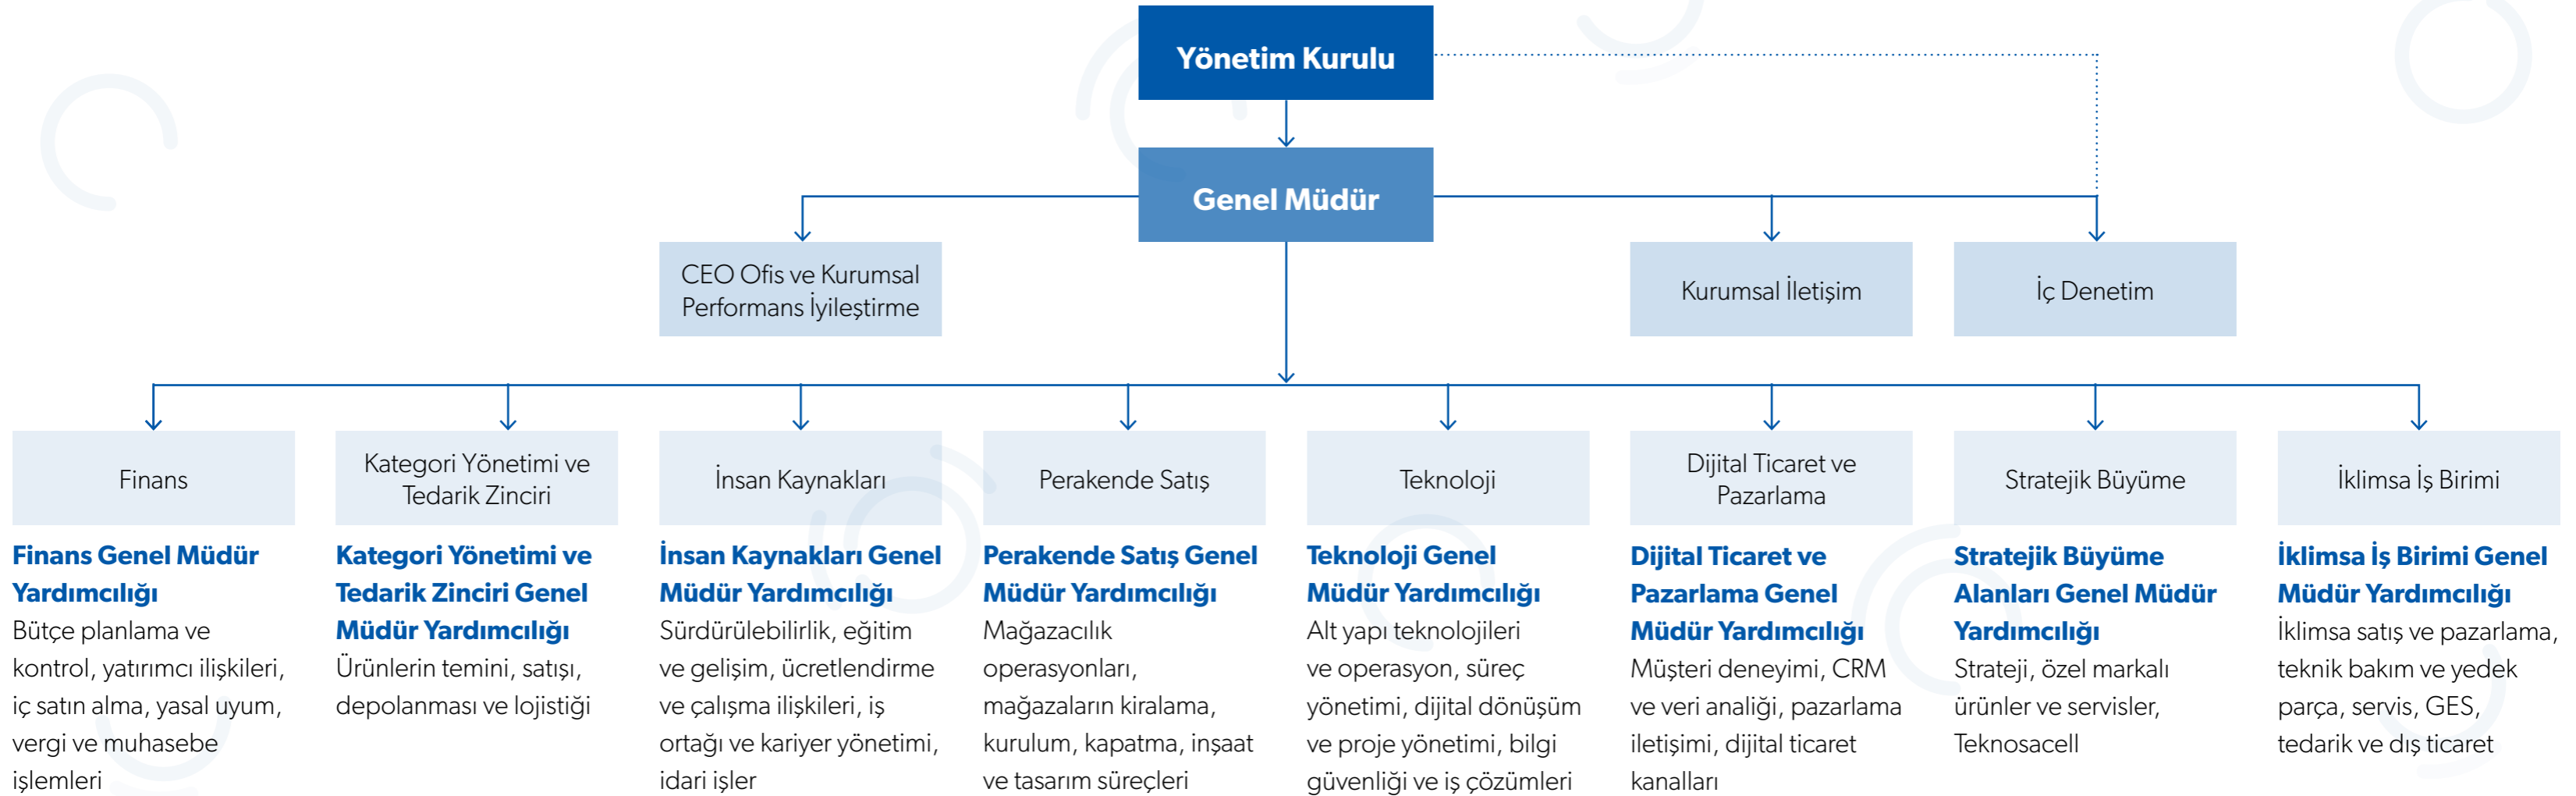 Yönetim Kurulu
Genel Müdür
CEO Ofis ve Kurumsal
Performans İyileştirme
Kurumsal İletişim
İç Denetim
Finans
Kategori Yönetimi ve
Tedarik Zinciri
İnsan Kaynakları
Perakende Satış
Teknoloji
Dijital Ticaret ve
Pazarlama
Stratejik Büyüme
İklimsa İş Birimi
Finans Genel Müdür
Yardımcılığı
Bütçe planlama ve
kontrol, yatırımcı ilişkileri,
iç satın alma, yasal uyum,
vergi ve muhasebe
işlemleri
Kategori Yönetimi ve
Tedarik Zinciri Genel
Müdür Yardımcılığı
Ürünlerin temini, satışı,
depolanması ve lojistiği
İnsan Kaynakları Genel
Müdür Yardımcılığı
Sürdürülebilirlik, eğitim
ve gelişim, ücretlendirme
ve çalışma ilişkileri, iş
ortağı ve kariyer yönetimi,
idari işler
Perakende Satış Genel
Müdür Yardımcılığı
Mağazacılık
operasyonları,
mağazaların kiralama,
kurulum, kapatma, inşaat
ve tasarım süreçleri
Teknoloji Genel
Müdür Yardımcılığı
Alt yapı teknolojileri
ve operasyon, süreç
yönetimi, dijital dönüşüm
ve proje yönetimi, bilgi
güvenliği ve iş çözümleri
Dijital Ticaret ve
Pazarlama Genel
Müdür Yardımcılığı
Müşteri deneyimi, CRM
ve veri analiği, pazarlama
iletişimi, dijital ticaret
kanalları
Stratejik Büyüme
Alanları Genel Müdür
Yardımcılığı
Strateji, özel markalı
ürünler ve servisler,
Teknosacell
İklimsa İş Birimi Genel
Müdür Yardımcılığı
İklimsa satış ve pazarlama,
teknik bakım ve yedek
parça, servis, GES,
tedarik ve dış ticaret